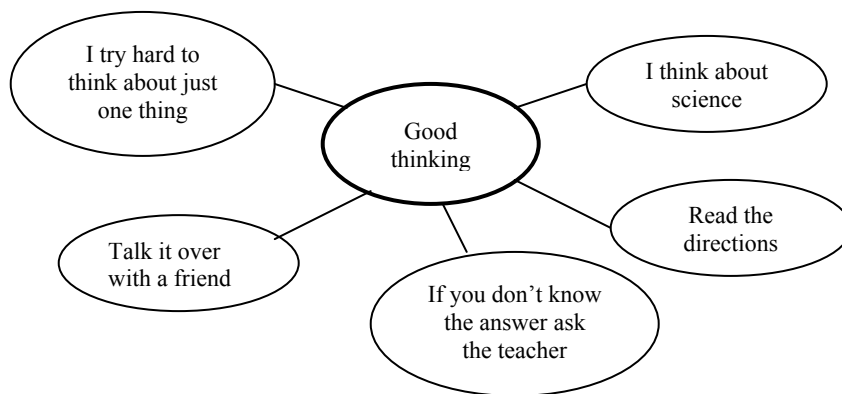 I try hard to
think about just
one thing
I think about
science
Good
thinking
Read the
directions
Talk it over
with a friend
If you don’t know
the answer ask
the teacher